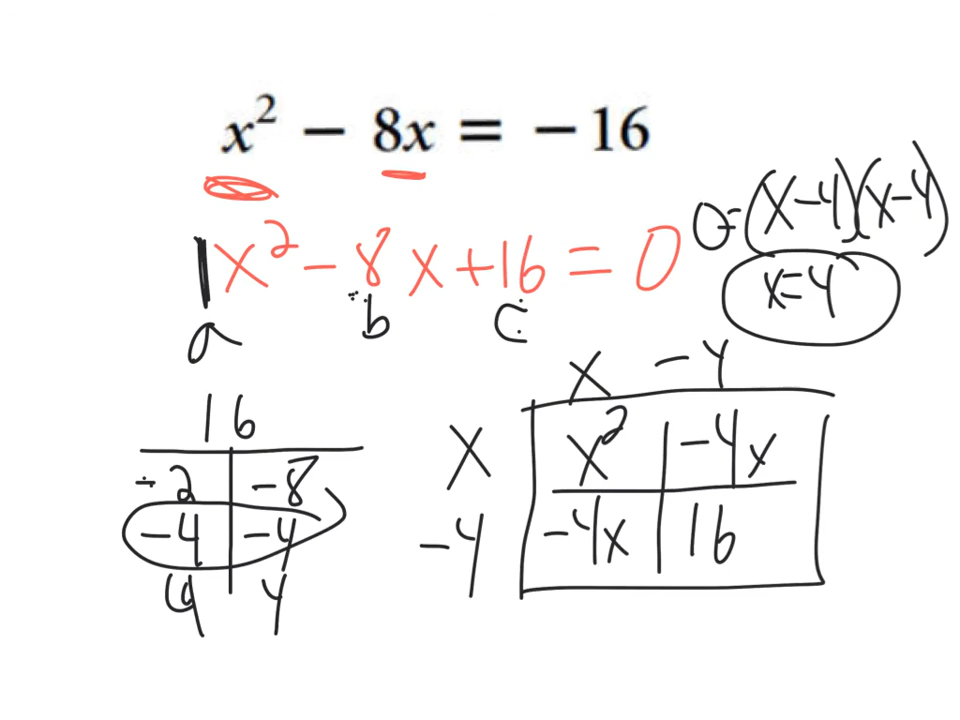 x² − 8x = −16
0=(x−4)(x−4)
1x²−8x+16=0
x=4
a b c
x −4
16
x x² −4x
−2 −8
−4 −4x 16
−4 −4
4 4